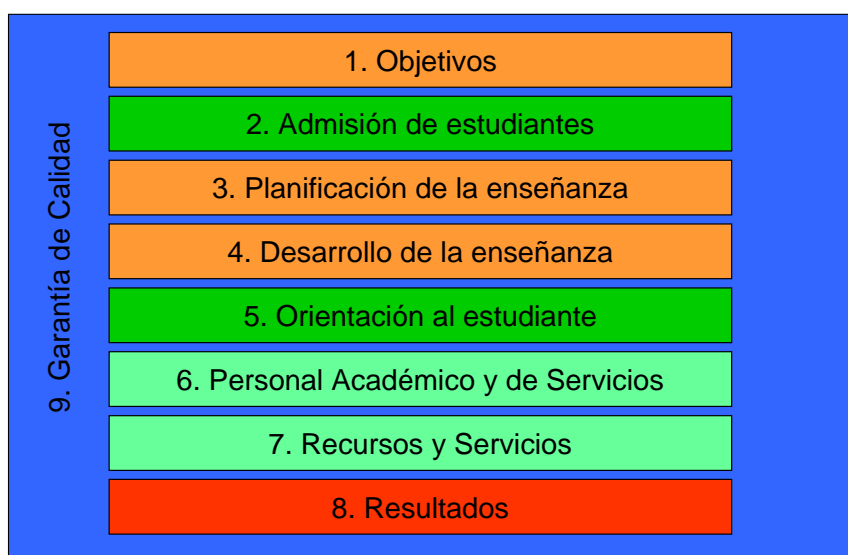 1. Objetivos
2. Admisión de estudiantes
3. Planificación de la enseñanza
4. Desarrollo de la enseñanza
5. Orientación al estudiante
6. Personal Académico y de Servicios
7. Recursos y Servicios
8. Resultados
9. Garantía de Calidad